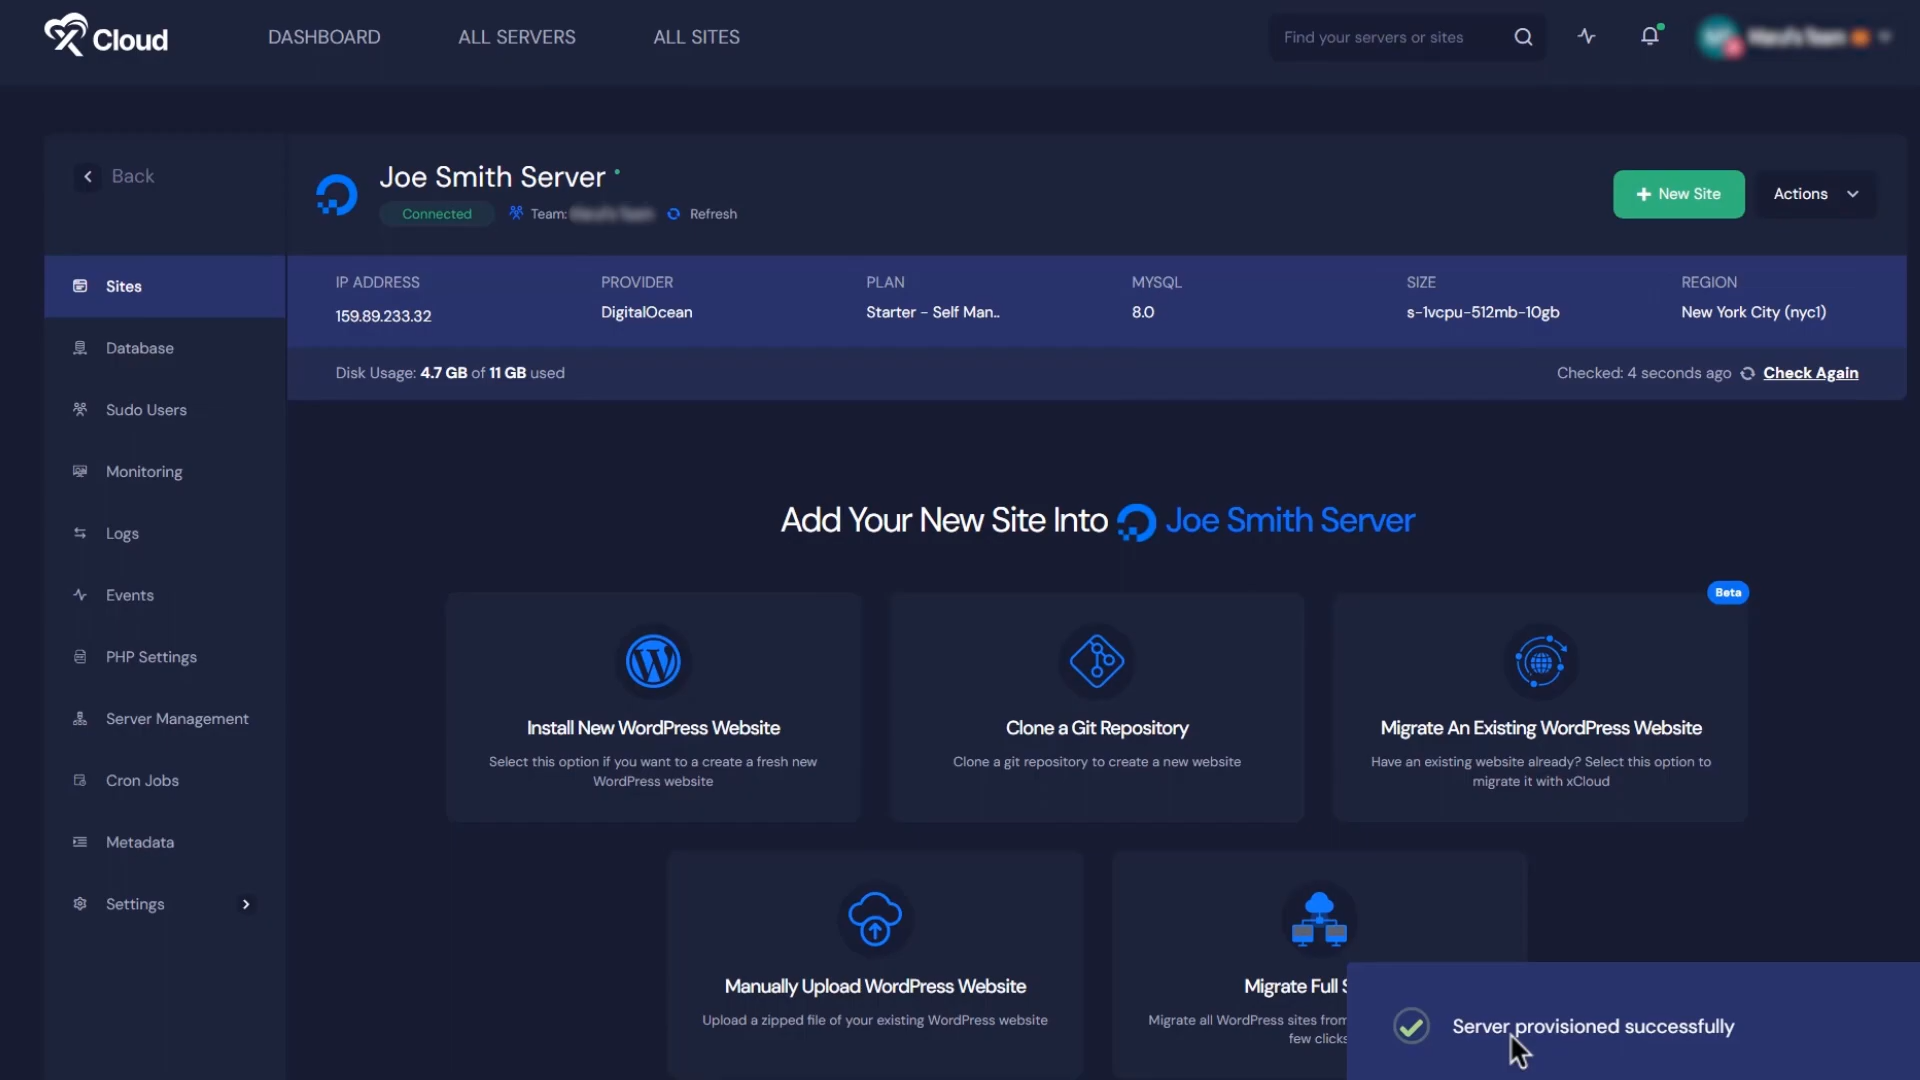 Cloud
DASHBOARD
ALL SERVERS
ALL SITES
Find your servers or sites
Back
Joe Smith Server
Connected
Team:
Refresh
New Site
Actions
Sites
Database
Sudo Users
Monitoring
Logs
Events
PHP Settings
Server Management
Cron Jobs
Metadata
Settings
IP ADDRESS
159.89.233.32
PROVIDER
DigitalOcean
PLAN
Starter - Self Man..
MYSQL
8.0
SIZE
s-1vcpu-512mb-10gb
REGION
New York City (nyc1)
Disk Usage: 4.7 GB of 11 GB used
Checked: 4 seconds ago
Check Again
Add Your New Site Into Joe Smith Server
Install New WordPress Website
Select this option if you want to a create a fresh new
WordPress website
Clone a Git Repository
Clone a git repository to create a new website
Beta
Migrate An Existing WordPress Website
Have an existing website already? Select this option to
migrate it with xCloud
Manually Upload WordPress Website
Upload a zipped file of your existing WordPress website
Migrate Full S
Migrate all WordPress sites from
few clicks
Server provisioned successfully